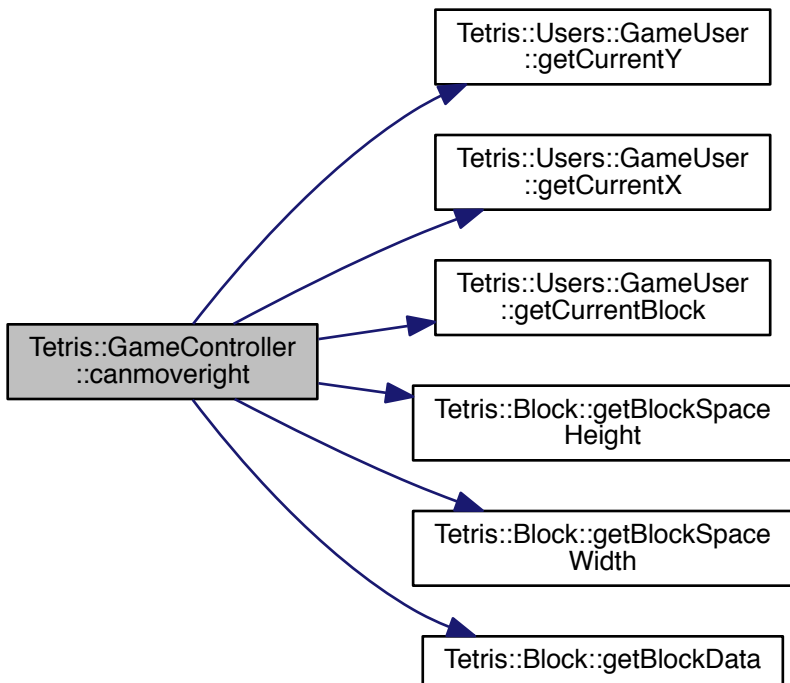 Tetris::Users::GameUser
::getCurrentY
Tetris::Users::GameUser
::getCurrentX
Tetris::Users::GameUser
::getCurrentBlock
Tetris::GameController
::canmoveright
Tetris::Block::getBlockSpace
Height
Tetris::Block::getBlockSpace
Width
Tetris::Block::getBlockData